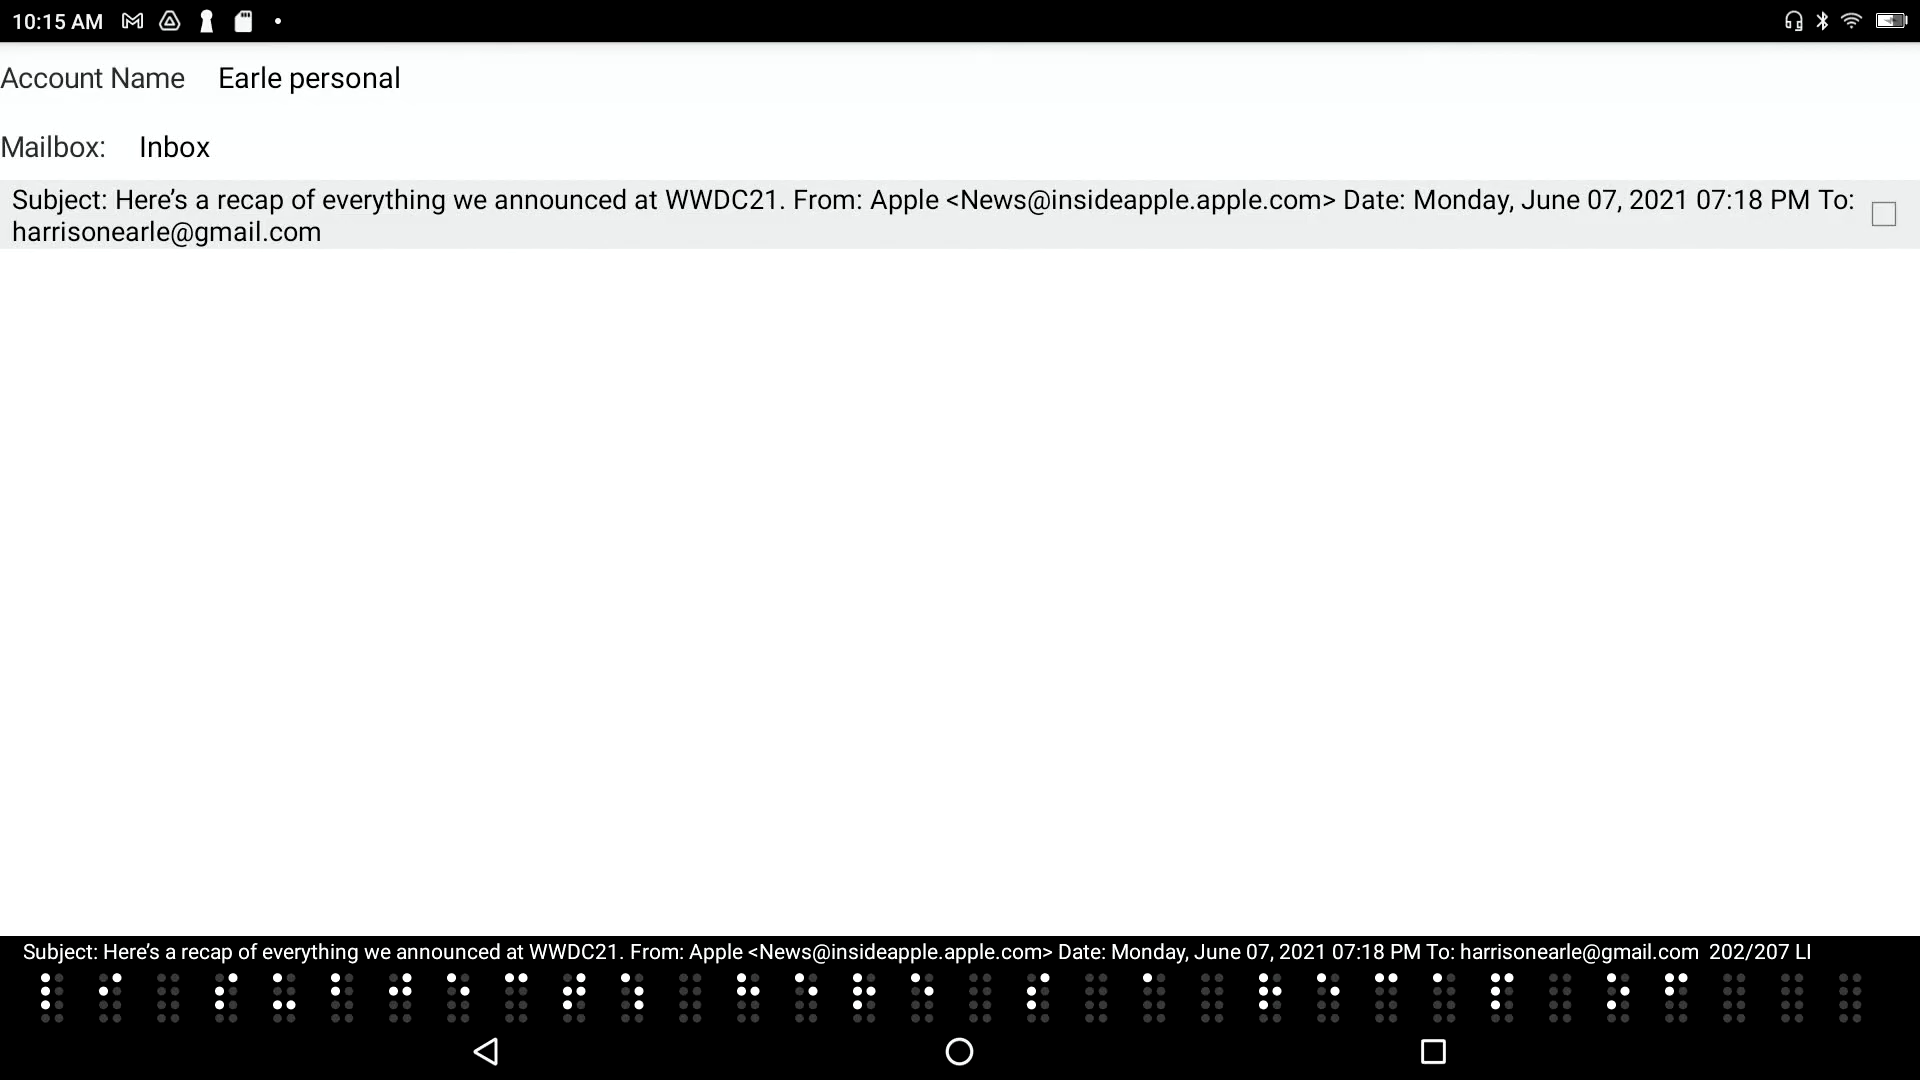 10:15 AM
Account Name Earle personal
Mailbox: Inbox
Subject: Here’s a recap of everything we announced at WWDC21. From: Apple <News@insideapple.apple.com> Date: Monday, June 07, 2021 07:18 PM To:
harrisonearle@gmail.com
Subject: Here’s a recap of everything we announced at WWDC21. From: Apple <News@insideapple.apple.com> Date: Monday, June 07, 2021 07:18 PM To: harrisonearle@gmail.com 202/207 LI